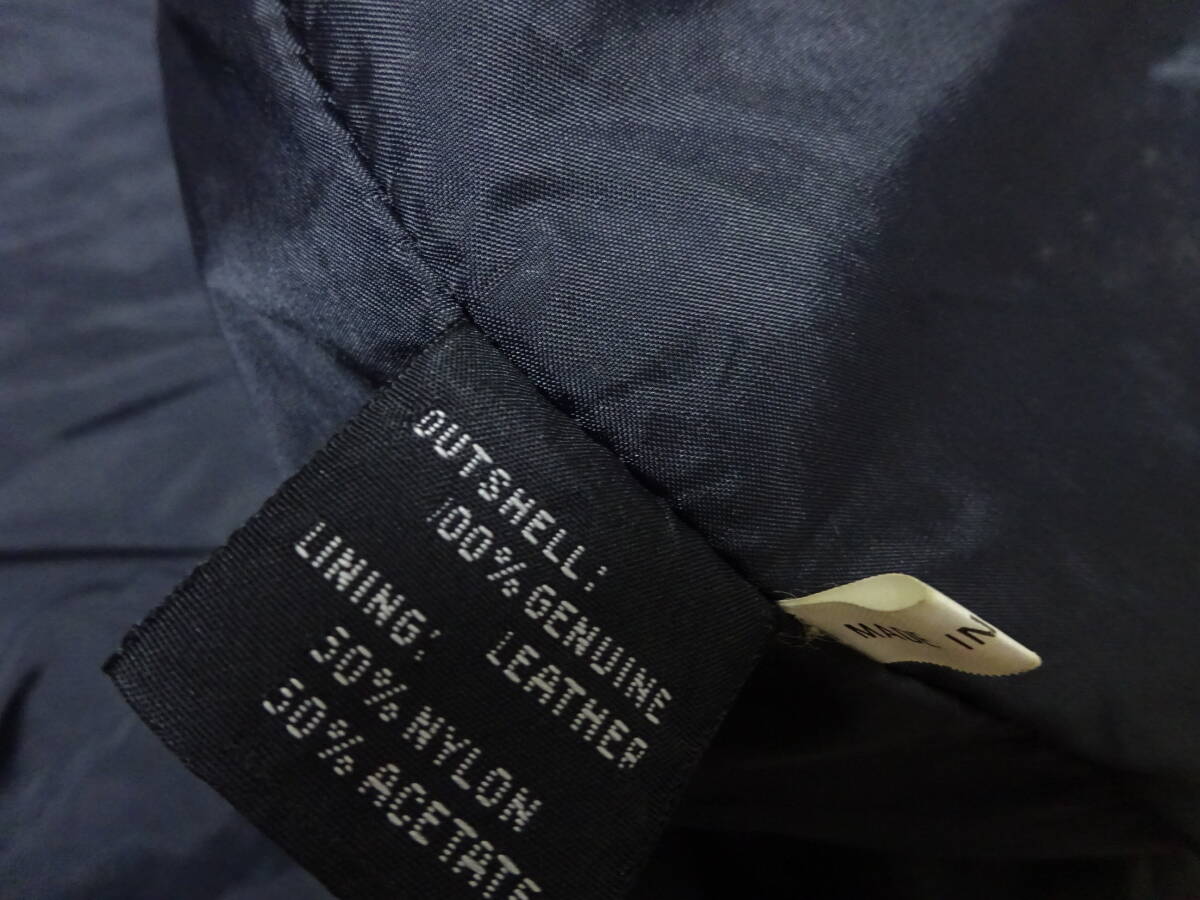 OUTSHELL:
100% GENUINE
LEATHER
LINING:
50% NYLON
50% ACETATE
MADE IN